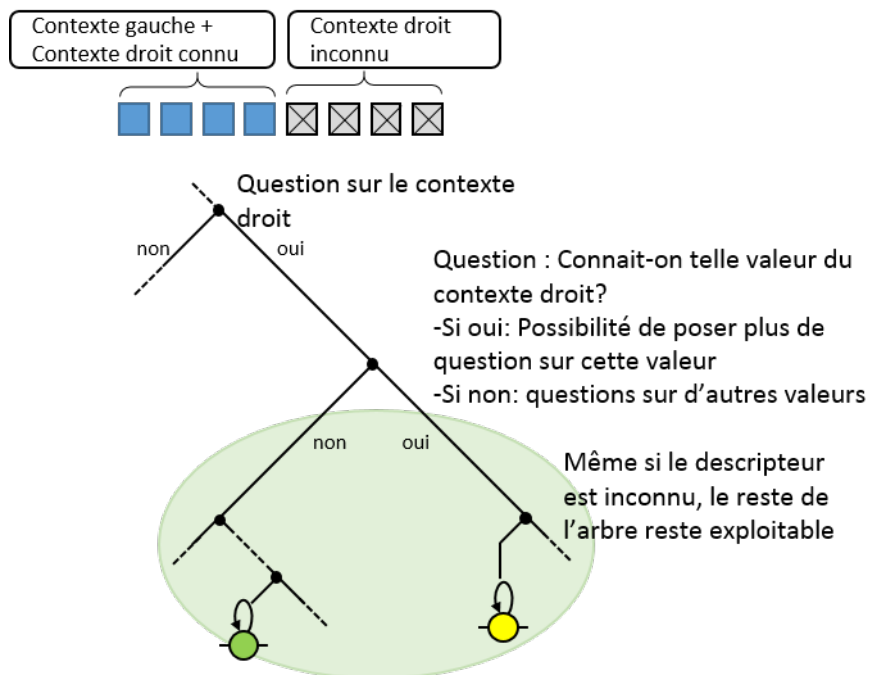 Contexte gauche +
Contexte droit connu
Contexte droit
inconnu
Question sur le contexte
droit
non
oui
Question : Connait-on telle valeur du
contexte droit?
-Si oui: Possibilité de poser plus de
question sur cette valeur
-Si non: questions sur d'autres valeurs
non
oui
Même si le descripteur
est inconnu, le reste de
l'arbre reste exploitable